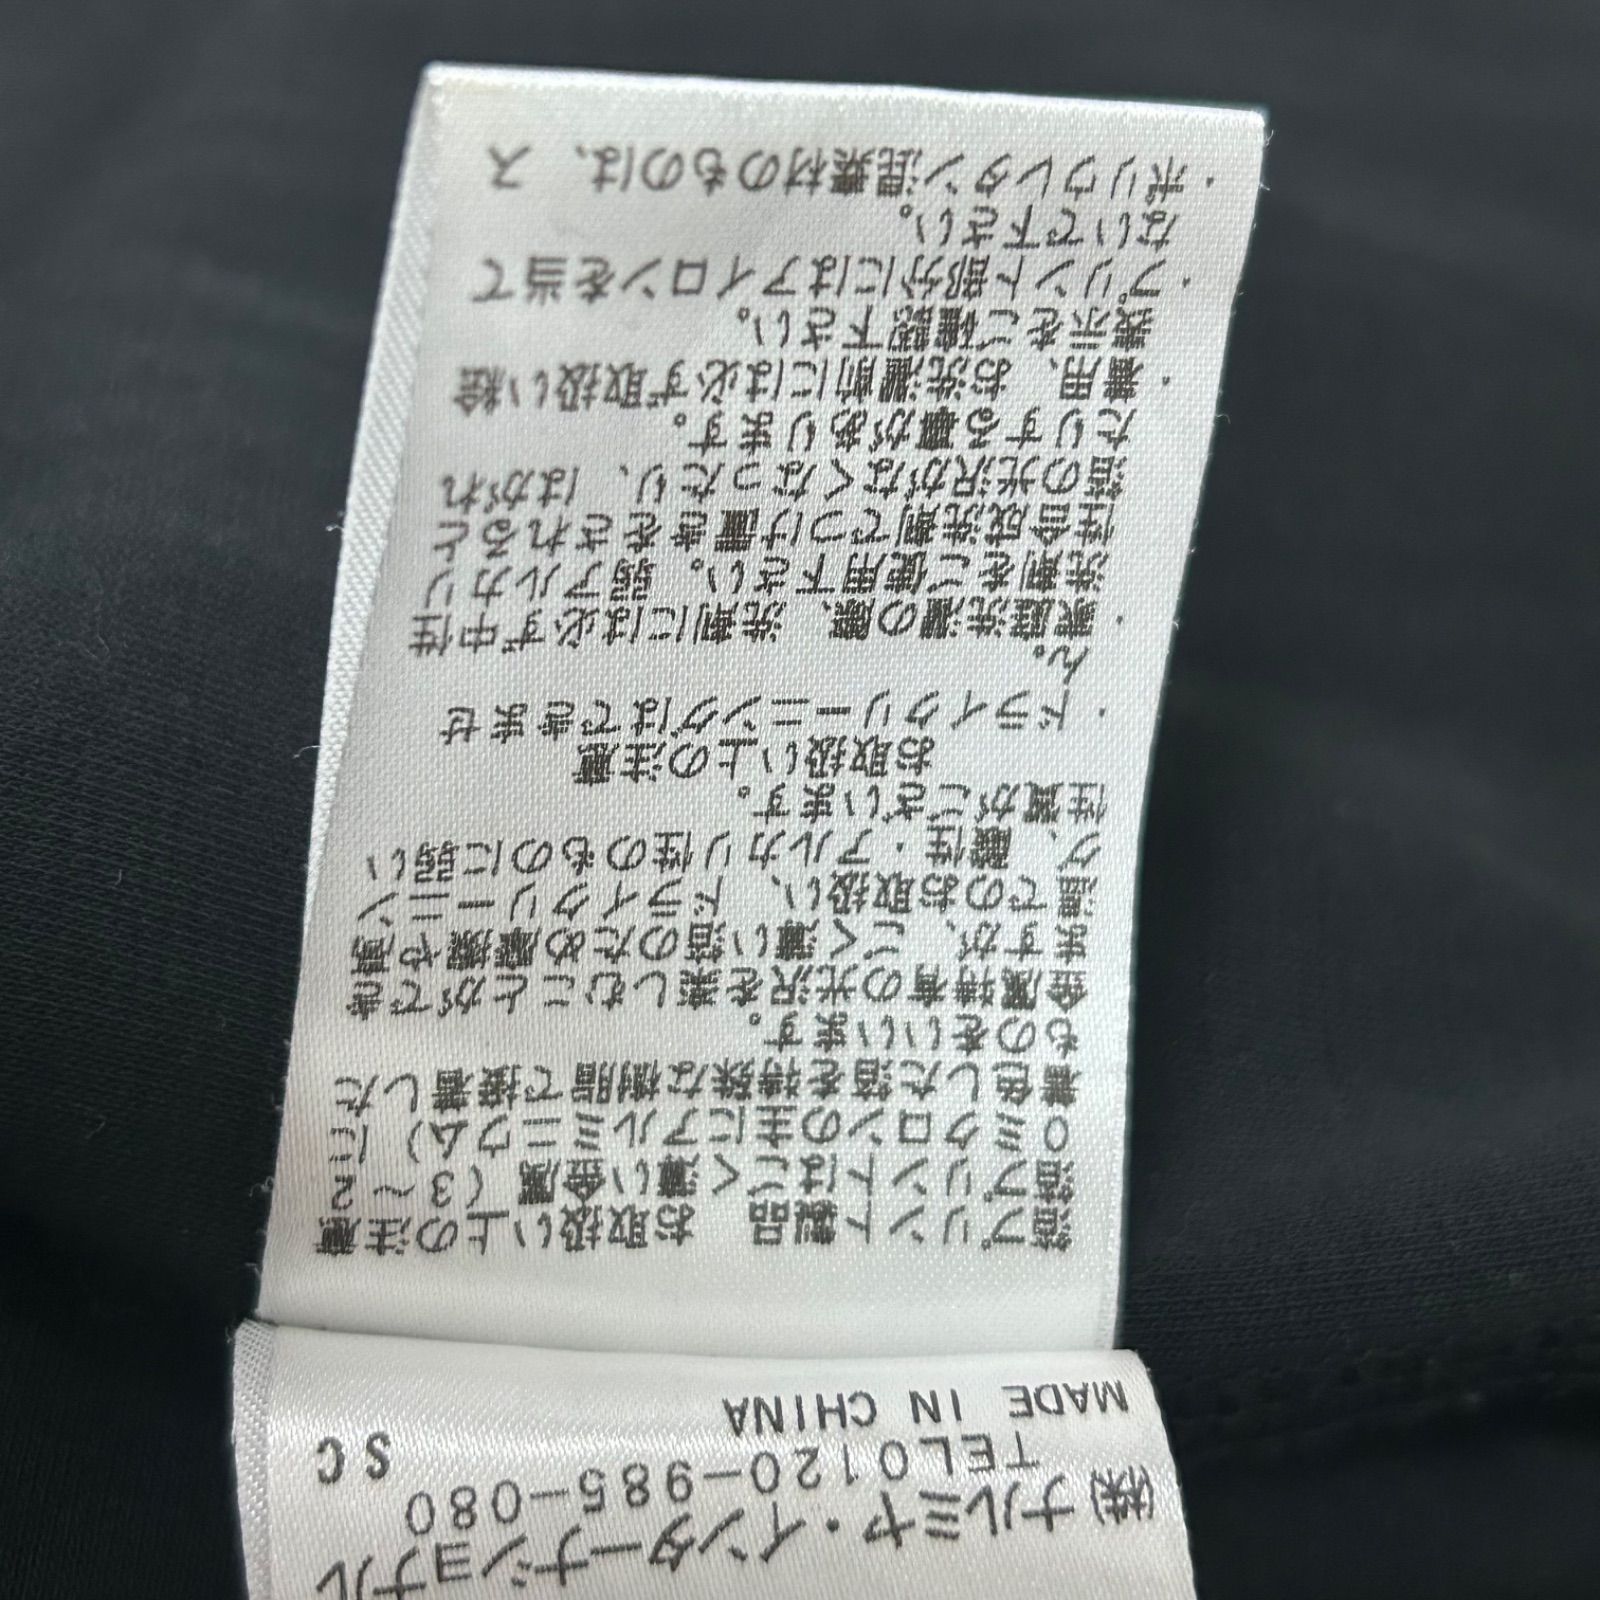 (株)ナルミヤ・インターナショナル
TEL0120-985-080
SC
MADE IN CHINA
箔プリント製品　お取扱い上の注意
箔プリントはごく薄い金属（3～2
0ミクロンの主にアルミニウム）に
着色した箔を特殊な樹脂で接着した
ものをいいます。
金属特有の光沢を楽しむことができ
ますが、ごく薄い箔のため摩擦や高
温でのお取扱い、ドライクリーニン
グ、酸性・アルカリ性のものに弱い
性質がございます。
お取扱い上の注意
・ドライクリーニングはできませ
ん。
・家庭洗濯の際、洗剤には必ず中性
洗剤をご使用下さい。弱アルカリ
性合成洗剤でつけ置きをされると
箔の光沢がなくなったり、はがれ
たりする事があります。
・着用、お洗濯前には必ず取扱い絵
表示をご確認下さい。
・プリント部分にはアイロンを当て
ないで下さい。
・ポリウレタン混素材のものは、ス